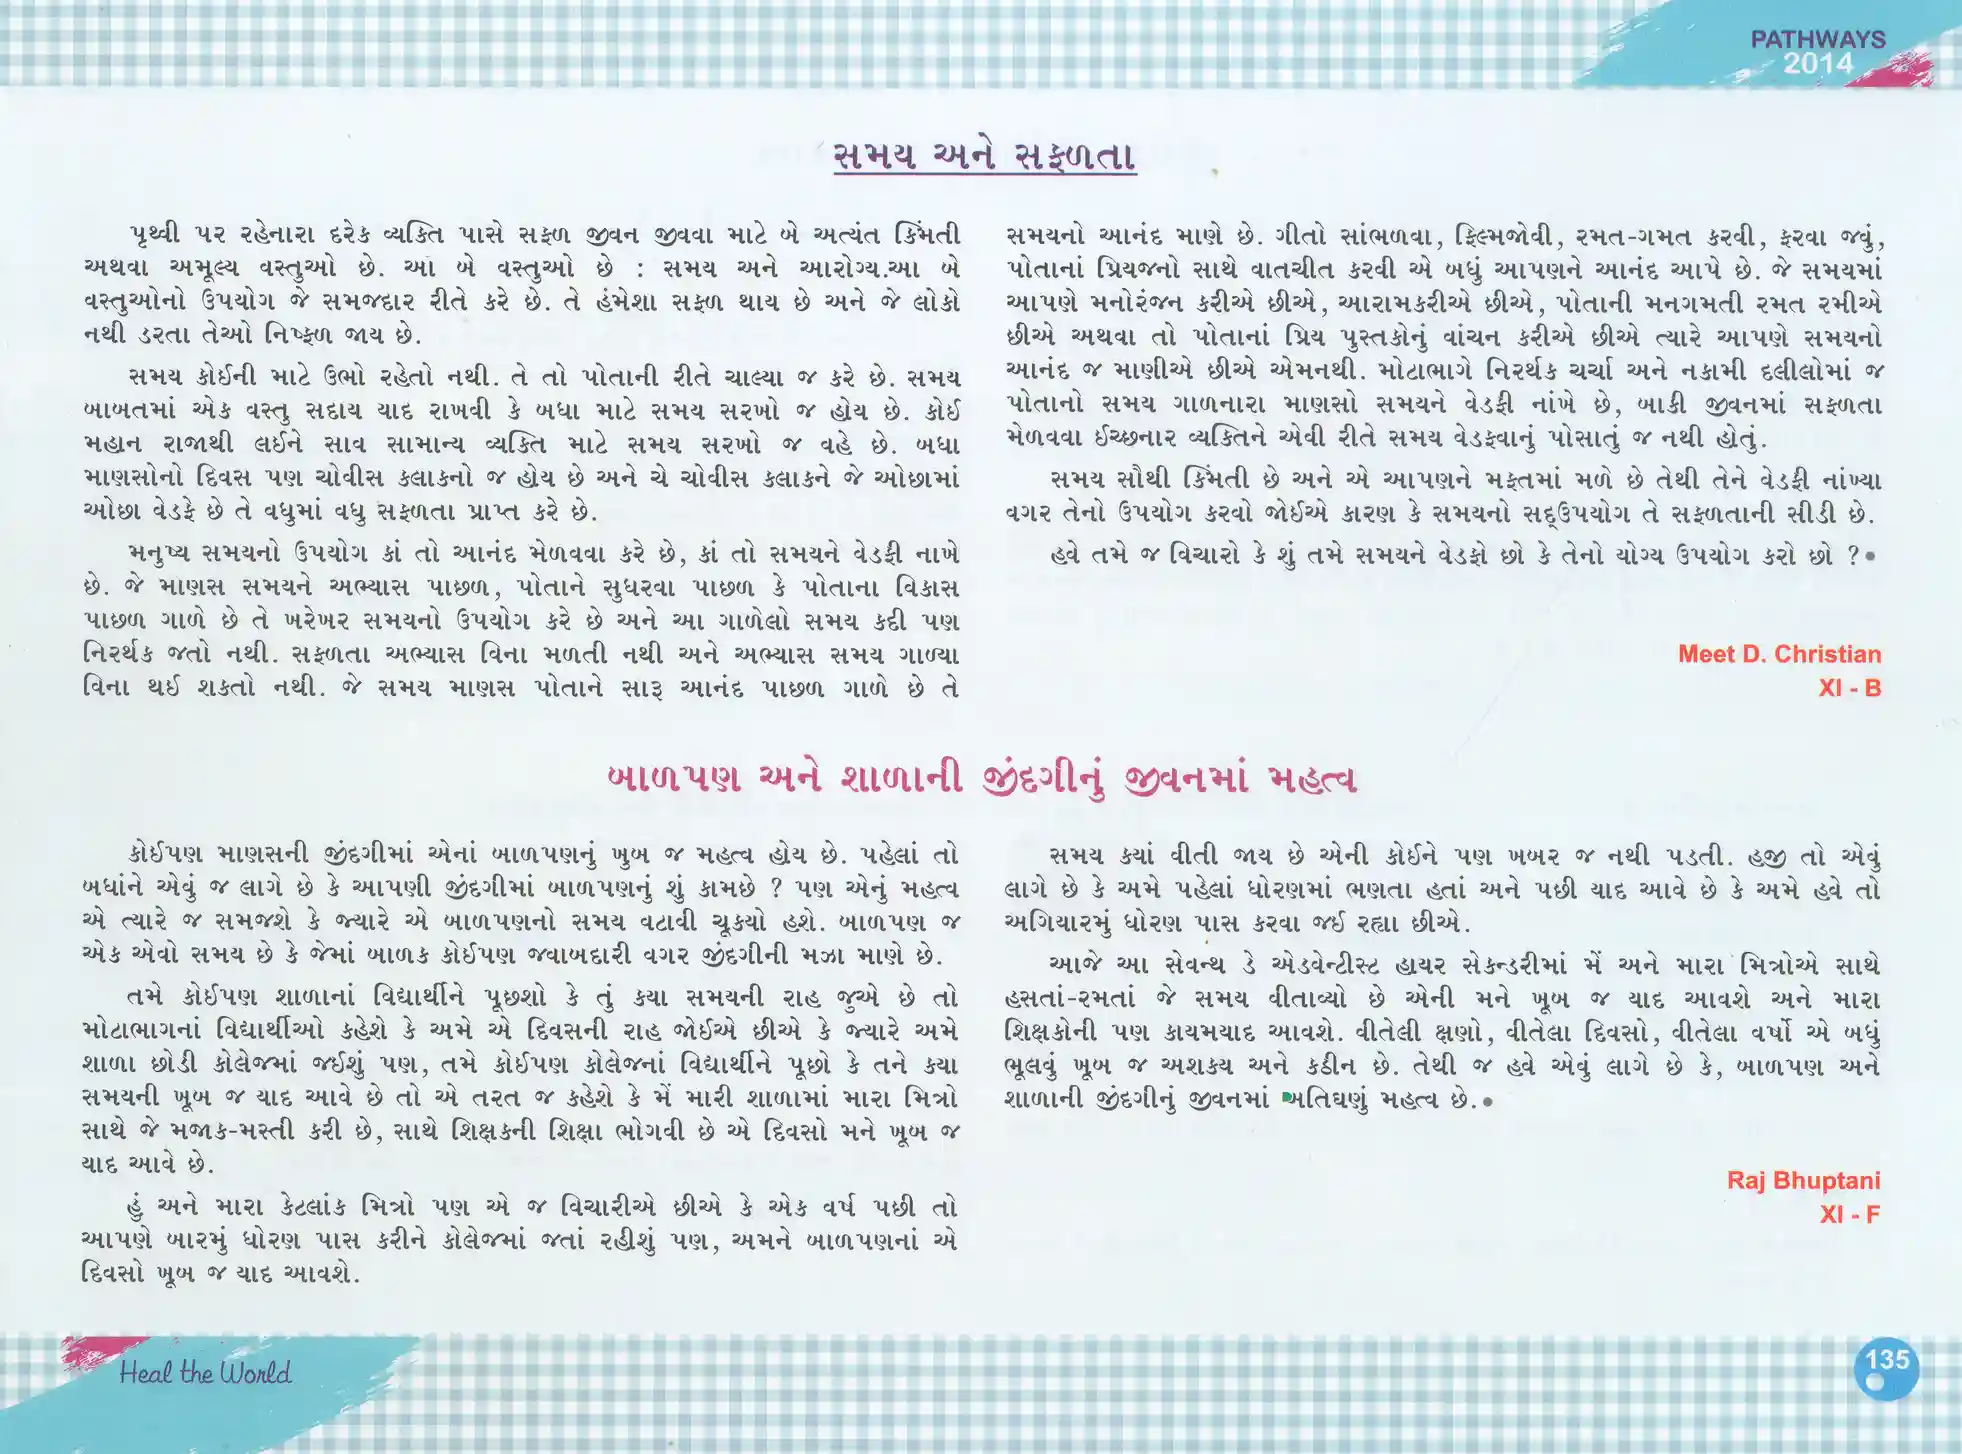 PATHWAYS
2014
સમય અને સફળતા
પૃથ્વી પર રહેનારા દરેક વ્યક્તિ પાસે સફળ જીવન જીવવા માટે બે અત્યંત કિંમતી
અથવા અમૂલ્ય વસ્તુઓ છે. આ બે વસ્તુઓ છે : સમય અને આરોગ્ય.આ બે
વસ્તુઓનો ઉપયોગ જે સમજદાર રીતે કરે છે. તે હંમેશા સફળ થાય છે અને જે લોકો
નથી ડરતા તેઓ નિષ્ફળ જાય છે.
સમય કોઈની માટે ઉભો રહેતો નથી. તે તો પોતાની રીતે ચાલ્યા જ કરે છે. સમય
બાબતમાં એક વસ્તુ સદાય યાદ રાખવી કે બધા માટે સમય સરખો જ હોય છે. કોઈ
મહાન રાજાથી લઈને સાવ સામાન્ય વ્યક્તિ માટે સમય સરખો જ વહે છે. બધા
માણસોનો દિવસ પણ ચોવીસ કલાકનો જ હોય છે અને ચે ચોવીસ કલાકને જે ઓછામાં
ઓછા વેડફે છે તે વધુમાં વધુ સફળતા પ્રાપ્ત કરે છે.
મનુષ્ય સમયનો ઉપયોગ કાં તો આનંદ મેળવવા કરે છે, કાં તો સમયને વેડફી નાખે
છે. જે માણસ સમયને અભ્યાસ પાછળ, પોતાને સુધરવા પાછળ કે પોતાના વિકાસ
પાછળ ગાળે છે તે ખરેખર સમયનો ઉપયોગ કરે છે અને આ ગાળેલો સમય કદી પણ
નિરર્થક જતો નથી. સફળતા અભ્યાસ વિના મળતી નથી અને અભ્યાસ સમય ગાળ્યા
વિના થઈ શકતો નથી. જે સમય માણસ પોતાને સારૂ આનંદ પાછળ ગાળે છે તે
સમયનો આનંદ માણે છે. ગીતો સાંભળવા, ફિલ્મજોવી, રમત-ગમત કરવી, ફરવા જવું,
પોતાનાં પ્રિયજનો સાથે વાતચીત કરવી એ બધું આપણને આનંદ આપે છે. જે સમયમાં
આપણે મનોરંજન કરીએ છીએ, આરામકરીએ છીએ, પોતાની મનગમતી રમત રમીએ
છીએ અથવા તો પોતાનાં પ્રિય પુસ્તકોનું વાંચન કરીએ છીએ ત્યારે આપણે સમયનો
આનંદ જ માણીએ છીએ એમનથી. મોટાભાગે નિરર્થક ચર્ચા અને નકામી દલીલોમાં જ
પોતાનો સમય ગાળનારા માણસો સમયને વેડફી નાંખે છે, બાકી જીવનમાં સફળતા
મેળવવા ઈચ્છનાર વ્યક્તિને એવી રીતે સમય વેડફવાનું પોસાતું જ નથી હોતું.
સમય સૌથી કિંમતી છે અને એ આપણને મફતમાં મળે છે તેથી તેને વેડફી નાંખ્યા
વગર તેનો ઉપયોગ કરવો જોઈએ કારણ કે સમયનો સદ્ઉપયોગ તે સફળતાની સીડી છે.
હવે તમે જ વિચારો કે શું તમે સમયને વેડફો છો કે તેનો યોગ્ય ઉપયોગ કરો છો ?●
Meet D. Christian
XI - B
બાળપણ અને શાળાની જીંદગીનું જીવનમાં મહત્વ
કોઈપણ માણસની જીંદગીમાં એનાં બાળપણનું ખુબ જ મહત્વ હોય છે. પહેલાં તો
બધાંને એવું જ લાગે છે કે આપણી જીંદગીમાં બાળપણનું શું કામછે ? પણ એનું મહત્વ
એ ત્યારે જ સમજશે કે જ્યારે એ બાળપણનો સમય વટાવી ચૂકયો હશે. બાળપણ જ
એક એવો સમય છે કે જેમાં બાળક કોઈપણ જવાબદારી વગર જીંદગીની મઝા માણે છે.
તમે કોઈપણ શાળાનાં વિદ્યાર્થીને પૂછશો કે તું કયા સમયની રાહ જુએ છે તો
મોટાભાગનાં વિદ્યાર્થીઓ કહેશે કે અમે એ દિવસની રાહ જોઈએ છીએ કે જ્યારે અમે
શાળા છોડી કોલેજમાં જઈશું પણ, તમે કોઈપણ કોલેજનાં વિદ્યાર્થીને પૂછો કે તને કયા
સમયની ખૂબ જ યાદ આવે છે તો એ તરત જ કહેશે કે મેં મારી શાળામાં મારા મિત્રો
સાથે જે મજાક-મસ્તી કરી છે, સાથે શિક્ષકની શિક્ષા ભોગવી છે એ દિવસો મને ખૂબ જ
યાદ આવે છે.
હું અને મારા કેટલાંક મિત્રો પણ એ જ વિચારીએ છીએ કે એક વર્ષ પછી તો
આપણે બારમું ધોરણ પાસ કરીને કોલેજમાં જતાં રહીશું પણ, અમને બાળપણનાં એ
દિવસો ખૂબ જ યાદ આવશે.
સમય ક્યાં વીતી જાય છે એની કોઈને પણ ખબર જ નથી પડતી. હજી તો એવું
લાગે છે કે અમે પહેલાં ધોરણમાં ભણતા હતાં અને પછી યાદ આવે છે કે અમે હવે તો
અગિયારમું ધોરણ પાસ કરવા જઈ રહ્યા છીએ.
આજે આ સેવન્થ ડે એડવેન્ટીસ્ટ હાયર સેકન્ડરીમાં મેં અને મારા મિત્રોએ સાથે
હસતાં-રમતાં જે સમય વીતાવ્યો છે એની મને ખૂબ જ યાદ આવશે અને મારા
શિક્ષકોની પણ કાયમયાદ આવશે. વીતેલી ક્ષણો, વીતેલા દિવસો, વીતેલા વર્ષો એ બધું
ભૂલવું ખૂબ જ અશકય અને કઠીન છે. તેથી જ હવે એવું લાગે છે કે, બાળપણ અને
શાળાની જીંદગીનું જીવનમાં અતિઘણું મહત્વ છે.●
Raj Bhuptani
XI - F
Heal the World
135